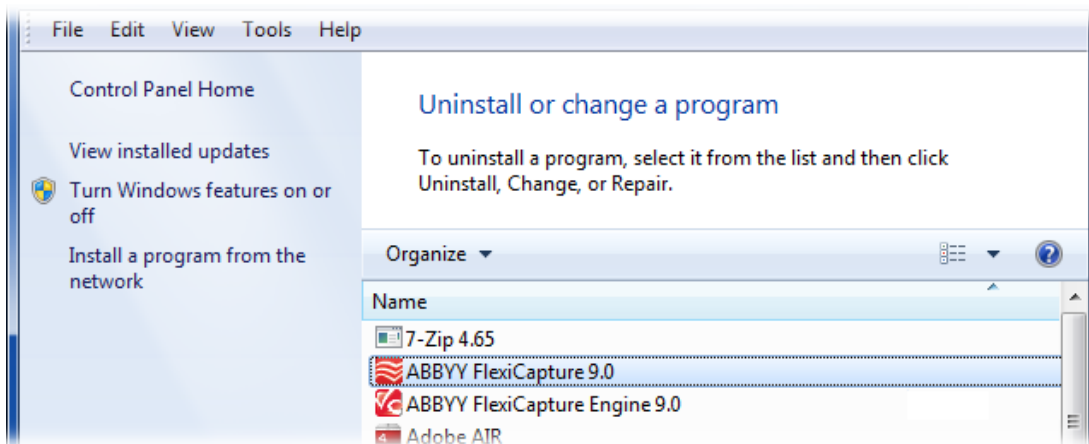 File Edit View Tools Help
Control Panel Home
View installed updates
Turn Windows features on or
off
Install a program from the
network
Uninstall or change a program
To uninstall a program, select it from the list and then click
Uninstall, Change, or Repair.
Organize
Name
7-Zip 4.65
ABBYY FlexiCapture 9.0
ABBYY FlexiCapture Engine 9.0
Adobe AIR